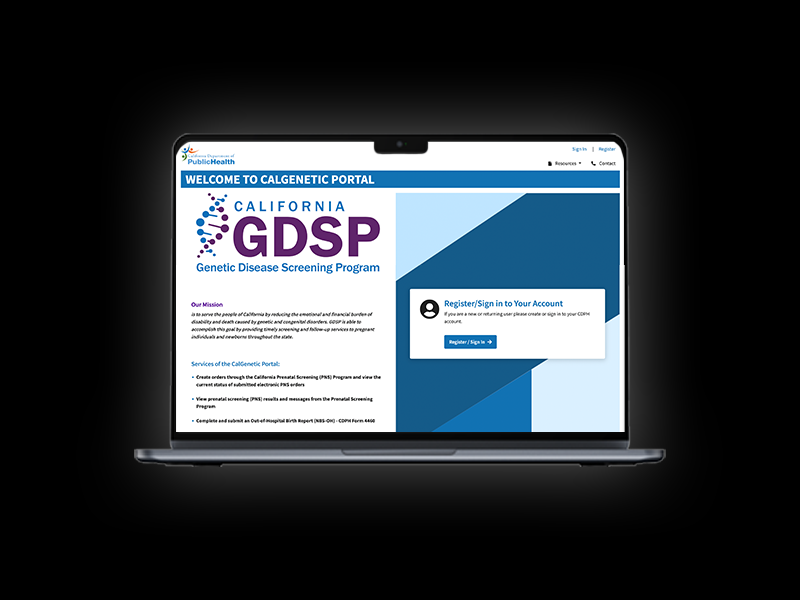 California Department of
PublicHealth
Sign In | Register
Resources
Contact
WELCOME TO CALGENETIC PORTAL
CALIFORNIA
GDSP
Genetic Disease Screening Program
Our Mission
is to serve the people of California by reducing the emotional and financial burden of
disability and death caused by genetic and congenital disorders. GDSP is able to
accomplish this goal by providing timely screening and follow-up services to pregnant
individuals and newborns throughout the state.
Services of the CalGenetic Portal:
• Create orders through the California Prenatal Screening (PNS) Program and view the
current status of submitted electronic PNS orders
• View prenatal screening (PNS) results and messages from the Prenatal Screening
Program
• Complete and submit an Out-of-Hospital Birth Report (NBS-OH) - CDPH Form 4460
Register/Sign in to Your Account
If you are a new or returning user please create or sign in to your CDPH
account.
Register / Sign In →